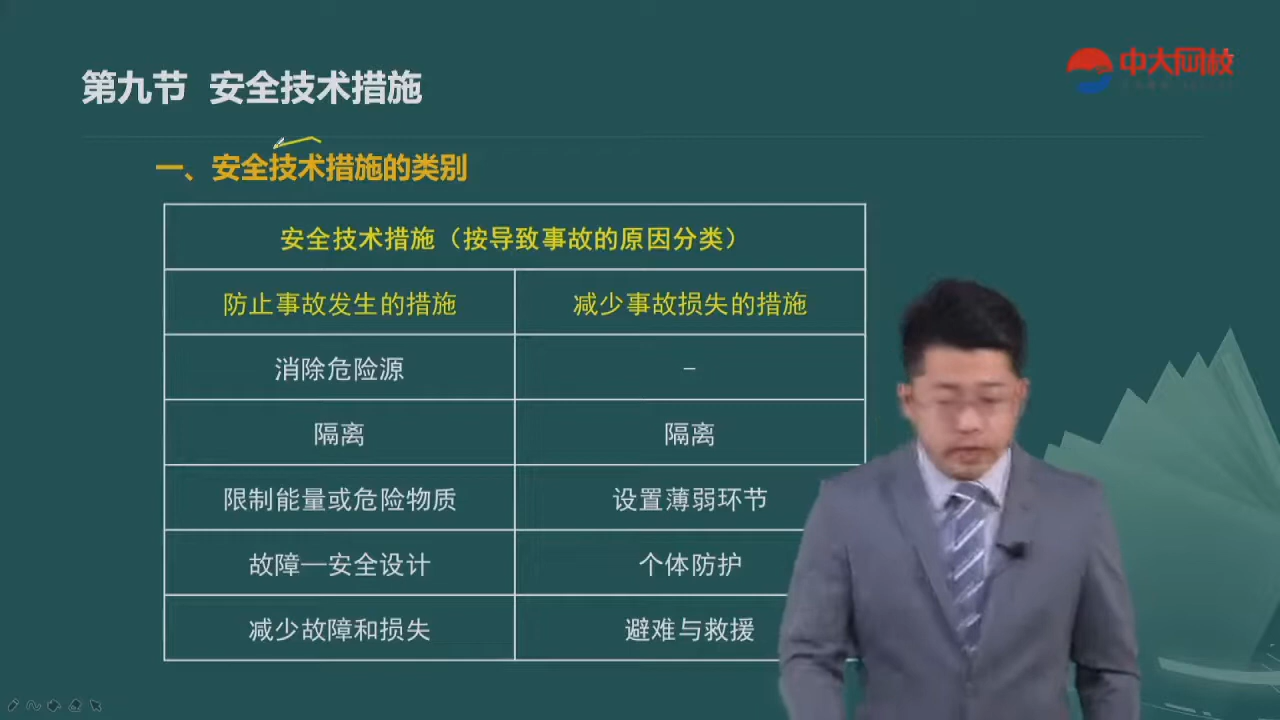 第九节 安全技术措施
中大网校
一、安全技术措施的类别
安全技术措施（按导致事故的原因分类）
防止事故发生的措施 减少事故损失的措施
消除危险源 –
隔离 隔离
限制能量或危险物质 设置薄弱环节
故障—安全设计 个体防护
减少故障和损失 避难与救援